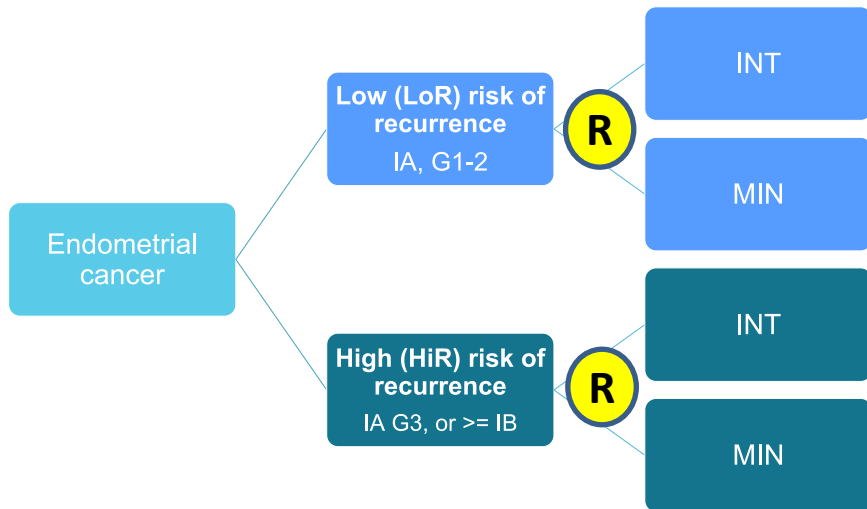 Endometrial
cancer
Low (LoR) risk of
recurrence
IA, G1-2
R
INT
MIN
High (HiR) risk of
recurrence
IA G3, or >= IB
R
INT
MIN